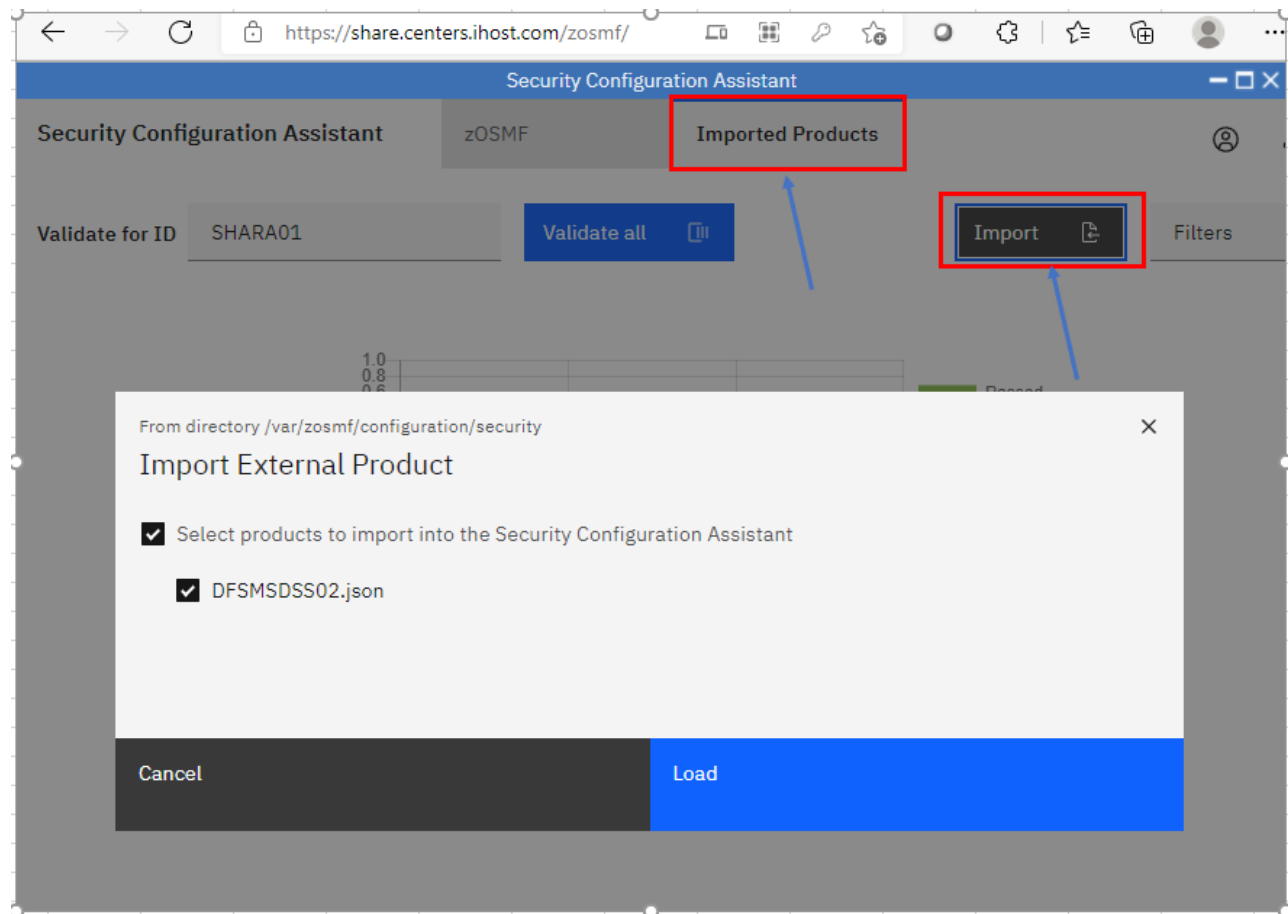 https://share.centers.ihost.com/zosmf/
Security Configuration Assistant
Security Configuration Assistant
zOSMF
Imported Products
Validate for ID
SHARA01
Validate all
Import
Filters
1.0
0.8
0.6
Passed
From directory /var/zosmf/configuration/security
Import External Product
Select products to import into the Security Configuration Assistant
DFSMSDSS02.json
Cancel
Load